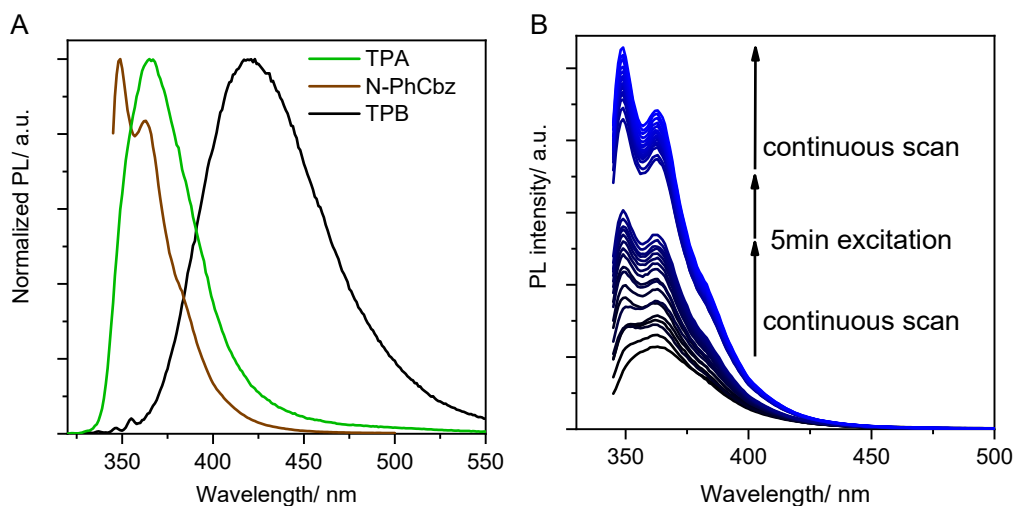 A
B
TPA
N-PhCbz
TPB
Normalized PL/ a.u.
350 400 450 500 550
Wavelength/ nm
continuous scan
5min excitation
continuous scan
PL intensity/ a.u.
350 400 450 500
Wavelength/ nm